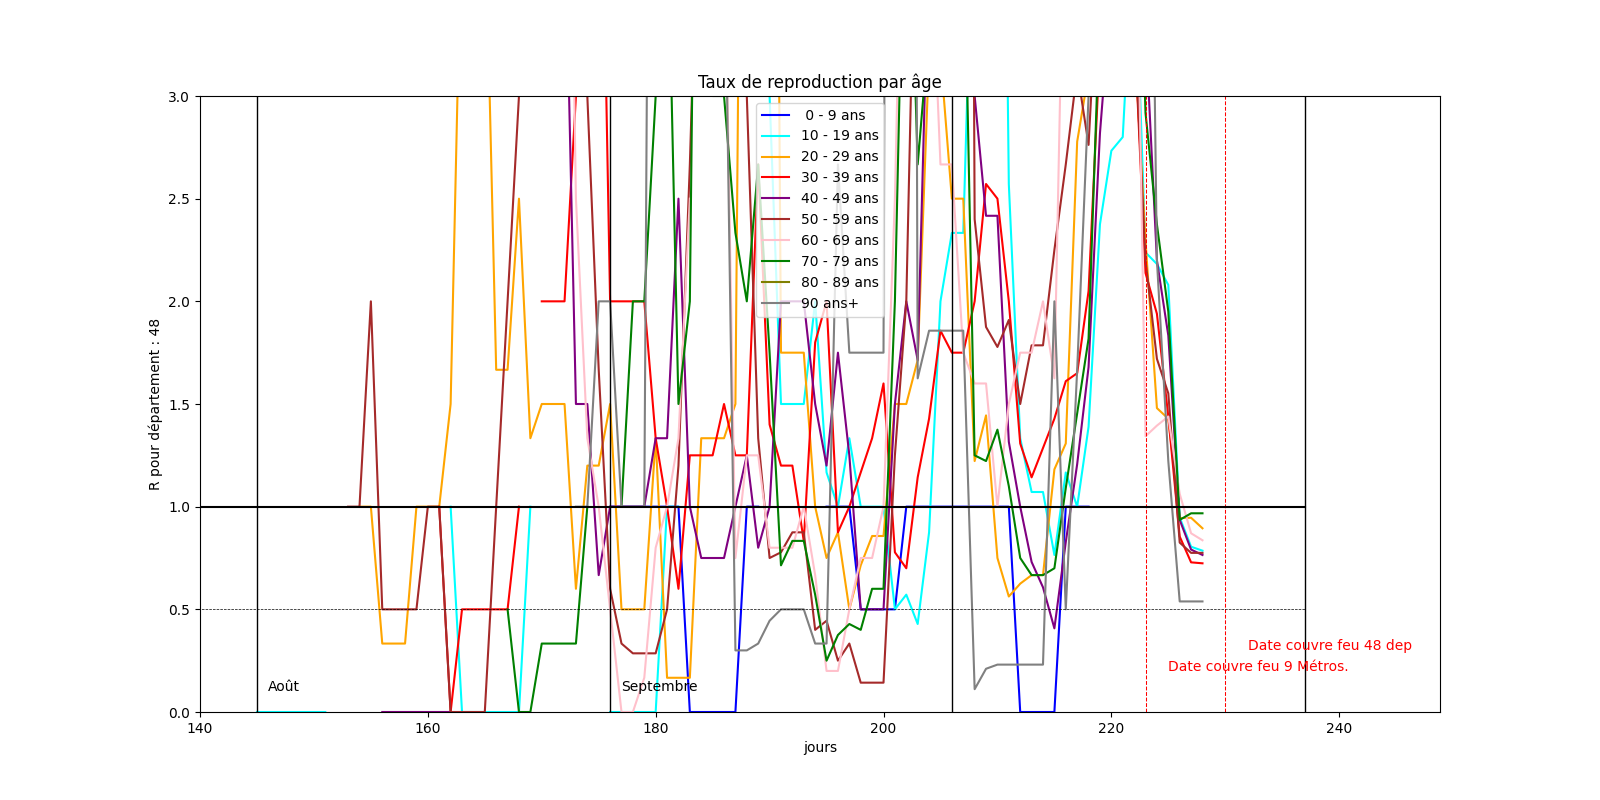 Taux de reproduction par âge
3.0
2.5
2.0
1.5
1.0
0.5
0.0
R pour département : 48
0 - 9 ans
10 - 19 ans
20 - 29 ans
30 - 39 ans
40 - 49 ans
50 - 59 ans
60 - 69 ans
70 - 79 ans
80 - 89 ans
90 ans+
Date couvre feu 48 dep
Date couvre feu 9 Métros.
Août
Septembre
140
160
180
200
220
240
jours